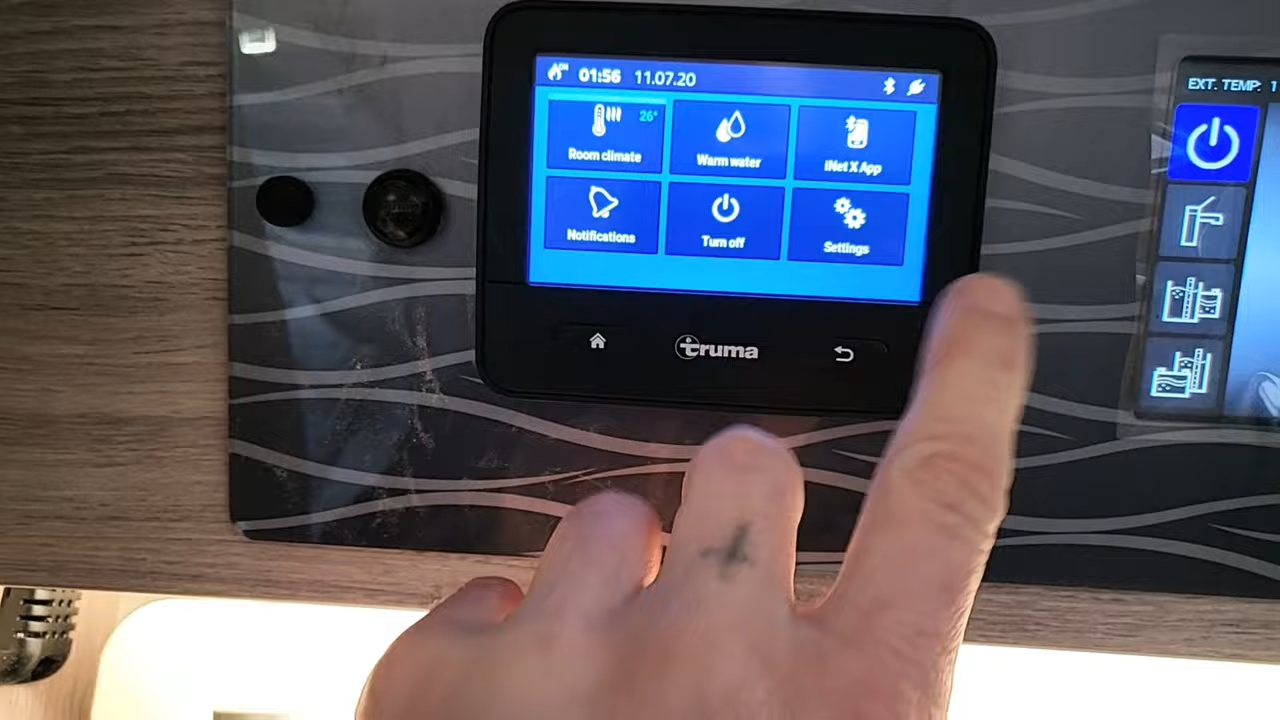 01:56 11.07.20
EXT. TEMP: 1
26°
Room climate
Warm water
iNet X App
Notifications
Turn off
Settings
truma